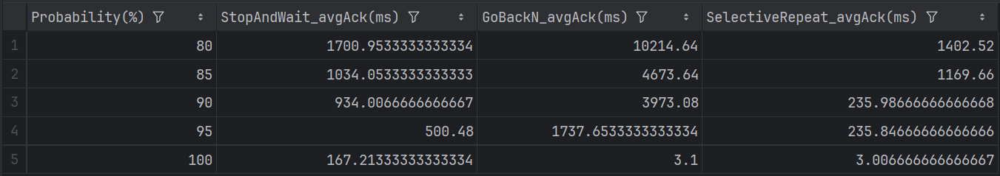 Probability(%) StopAndWait_avgAck(ms) GoBackN_avgAck(ms) SelectiveRepeat_avgAck(ms)
1 80 1700.9533333333334 10214.64 1402.52
2 85 1034.0533333333333 4673.64 1169.66
3 90 934.0066666666667 3973.08 235.98666666666668
4 95 500.48 1737.6533333333334 235.84666666666666
5 100 167.21333333333334 3.1 3.006666666666667